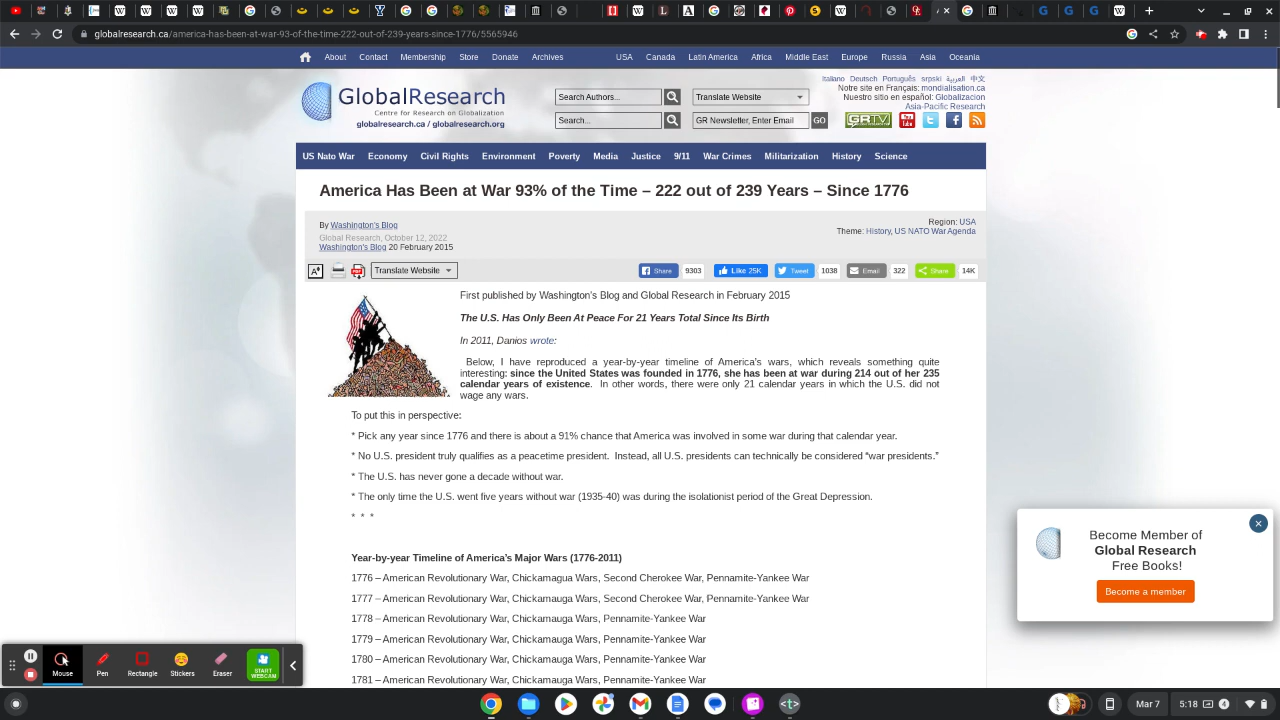 globalresearch.ca/america-has-been-at-war-93-of-the-time-222-out-of-239-years-since-1776/5565946
About Contact Membership Store Donate Archives USA Canada Latin America Africa Middle East Europe Russia Asia Oceania
Italiano Deutsch Português srpski العربية 中文
Notre site en Français: mondialisation.ca
Nuestro sitio en español: Globalizacion
Asia-Pacific Research
GlobalResearch
Centre for Research on Globalization
globalresearch.ca / globalresearch.org
Search Authors... Translate Website
Search... GR Newsletter, Enter Email GO GRTV You Tube
US Nato War Economy Civil Rights Environment Poverty Media Justice 9/11 War Crimes Militarization History Science
America Has Been at War 93% of the Time – 222 out of 239 Years – Since 1776
By Washington's Blog
Global Research, October 12, 2022
Washington's Blog 20 February 2015
Region: USA
Theme: History, US NATO War Agenda
A PDF Translate Website Share 9303 Like 25K Tweet 1038 Email 322 Share 14K
First published by Washington's Blog and Global Research in February 2015
The U.S. Has Only Been At Peace For 21 Years Total Since Its Birth
In 2011, Danios wrote:
Below, I have reproduced a year-by-year timeline of America's wars, which reveals something quite
interesting: since the United States was founded in 1776, she has been at war during 214 out of her 235
calendar years of existence. In other words, there were only 21 calendar years in which the U.S. did not
wage any wars.
To put this in perspective:
* Pick any year since 1776 and there is about a 91% chance that America was involved in some war during that calendar year.
* No U.S. president truly qualifies as a peacetime president. Instead, all U.S. presidents can technically be considered “war presidents.”
* The U.S. has never gone a decade without war.
* The only time the U.S. went five years without war (1935-40) was during the isolationist period of the Great Depression.
* * *
Year-by-year Timeline of America's Major Wars (1776-2011)
1776 – American Revolutionary War, Chickamagua Wars, Second Cherokee War, Pennamite-Yankee War
1777 – American Revolutionary War, Chickamauga Wars, Second Cherokee War, Pennamite-Yankee War
1778 – American Revolutionary War, Chickamauga Wars, Pennamite-Yankee War
1779 – American Revolutionary War, Chickamauga Wars, Pennamite-Yankee War
1780 – American Revolutionary War, Chickamauga Wars, Pennamite-Yankee War
1781 – American Revolutionary War, Chickamauga Wars, Pennamite-Yankee War
Become Member of
Global Research
Free Books!
Become a member
Mouse Pen Rectangle Stickers Eraser START WEBCAM
Mar 7 5:18